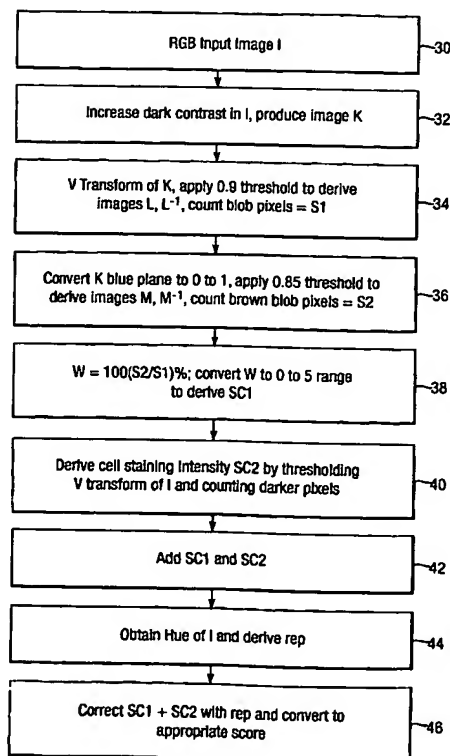 RGB Input Image I
30
Increase dark contrast in I, produce image K
32
V Transform of K, apply 0.9 threshold to derive
images L, L⁻¹, count blob pixels = S1
34
Convert K blue plane to 0 to 1, apply 0.85 threshold to
derive images M, M⁻¹, count brown blob pixels = S2
36
W = 100(S2/S1)%; convert W to 0 to 5 range
to derive SC1
38
Derive cell staining Intensity SC2 by thresholding
V transform of I and counting darker pixels
40
Add SC1 and SC2
42
Obtain Hue of I and derive rep
44
Correct SC1 + SC2 with rep and convert to
appropriate score
46